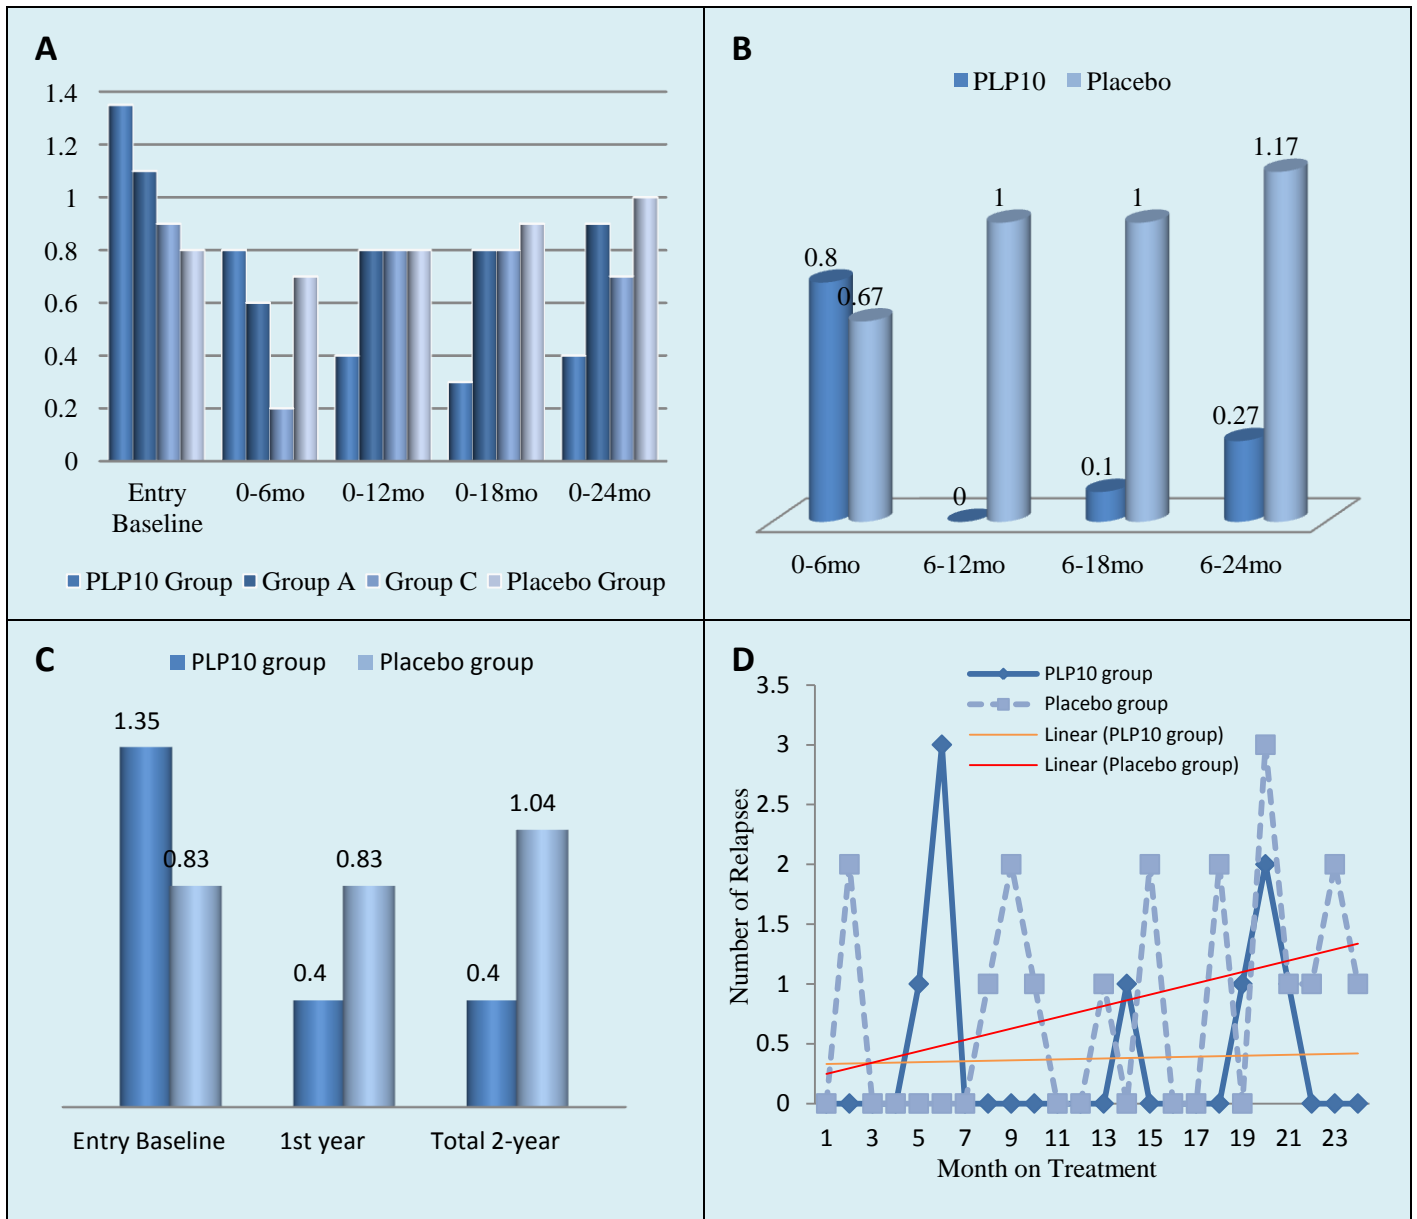 A
1.4
1.2
1
0.8
0.6
0.4
0.2
0
Entry Baseline 0-6mo 0-12mo 0-18mo 0-24mo
PLP10 Group Group A Group C Placebo Group
B
PLP10 Placebo
0.8 0.67 0 1 0.1 1 0.27 1.17
0-6mo 6-12mo 6-18mo 6-24mo
C
PLP10 group Placebo group
1.35 0.83 0.4 0.83 0.4 1.04
Entry Baseline 1st year Total 2-year
D
PLP10 group
Placebo group
Linear (PLP10 group)
Linear (Placebo group)
Number of Relapses
3.5
3
2.5
2
1.5
1
0.5
0
1 3 5 7 9 11 13 15 17 19 21 23
Month on Treatment